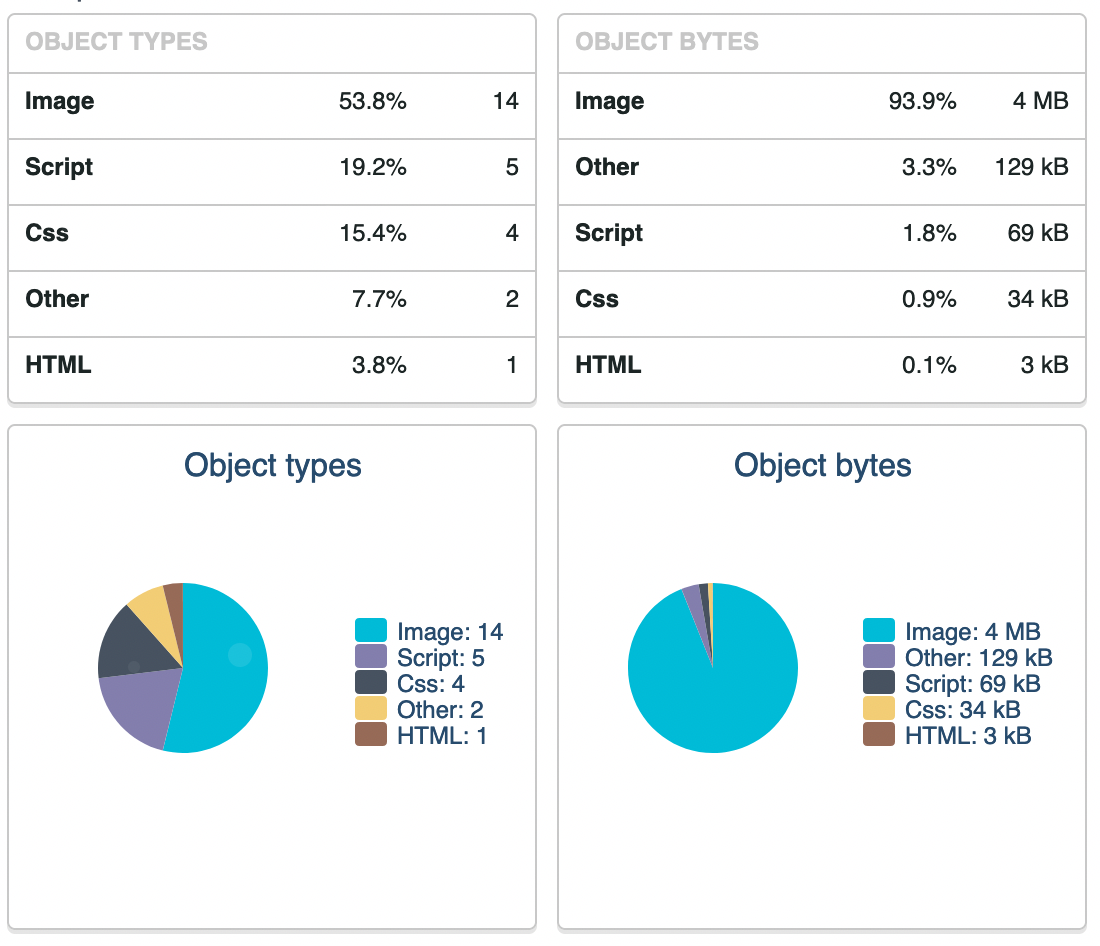 OBJECT TYPES
Image 53.8% 14
Script 19.2% 5
Css 15.4% 4
Other 7.7% 2
HTML 3.8% 1
OBJECT BYTES
Image 93.9% 4 MB
Other 3.3% 129 kB
Script 1.8% 69 kB
Css 0.9% 34 kB
HTML 0.1% 3 kB
Object types
Image: 14
Script: 5
Css: 4
Other: 2
HTML: 1
Object bytes
Image: 4 MB
Other: 129 kB
Script: 69 kB
Css: 34 kB
HTML: 3 kB